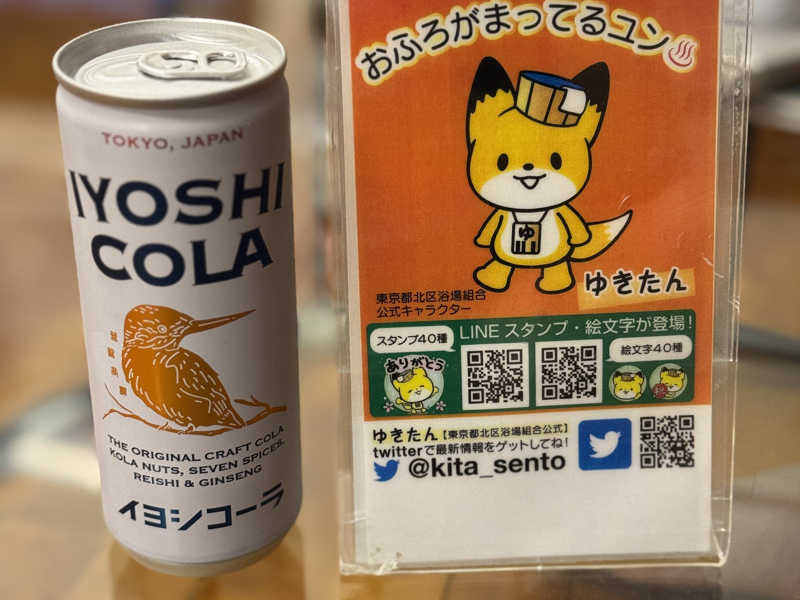 TOKYO, JAPAN
IYOSHI
COLA
THE ORIGINAL CRAFT COLA
KOLA NUTS, SEVEN SPICES,
REISHI & GINSENG
イヨシコーラ
おふろがまってるユン♨
ゆ
ゆきたん
東京都北区浴場組合
公式キャラクター
LINE スタンプ・絵文字が登場!
スタンプ40種
絵文字40種
ありがとう
ゆきたん【東京都北区浴場組合公式】
twitterで最新情報をゲットしてね!
@kita_sento